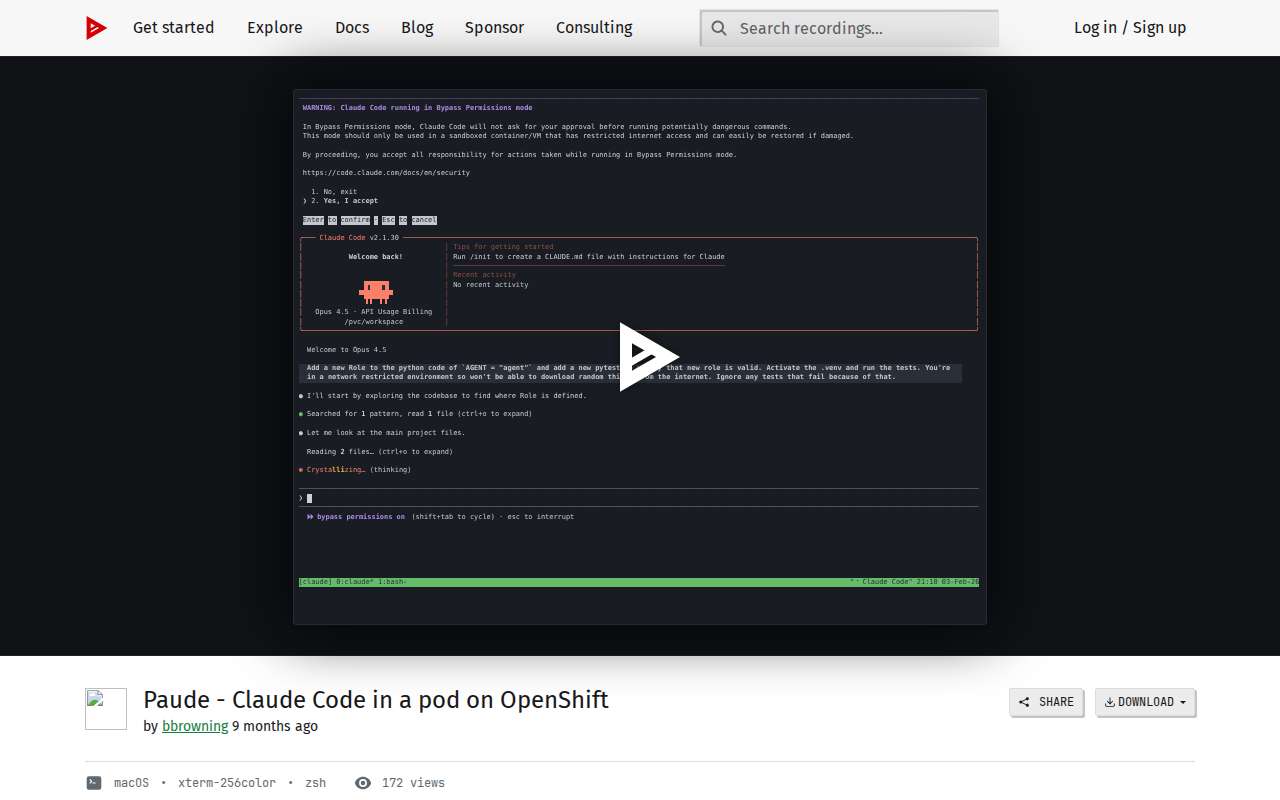 Get started Explore Docs Blog Sponsor Consulting Search recordings... Log in / Sign up
WARNING: Claude Code running in Bypass Permissions mode
In Bypass Permissions mode, Claude Code will not ask for your approval before running potentially dangerous commands.
This mode should only be used in a sandboxed container/VM that has restricted internet access and can easily be restored if damaged.
By proceeding, you accept all responsibility for actions taken while running in Bypass Permissions mode.
https://code.claude.com/docs/en/security
1. No, exit
❯ 2. Yes, I accept
Enter to confirm · Esc to cancel
Claude Code v2.1.30
Tips for getting started
Welcome back! Run /init to create a CLAUDE.md file with instructions for Claude
Recent activity
No recent activity
Opus 4.5 · API Usage Billing
/pvc/workspace
Welcome to Opus 4.5
Add a new Role to the python code of `AGENT = "agent"` and add a new pytest that new role is valid. Activate the .venv and run the tests. You're
in a network restricted environment so won't be able to download random the internet. Ignore any tests that fail because of that.
● I'll start by exploring the codebase to find where Role is defined.
● Searched for 1 pattern, read 1 file (ctrl+o to expand)
● Let me look at the main project files.
Reading 2 files… (ctrl+o to expand)
Crystallizing… (thinking)
❯
bypass permissions on (shift+tab to cycle) · esc to interrupt
[claude] 0:claude* 1:bash- Claude Code" 21:10 03-Feb-26
Paude - Claude Code in a pod on OpenShift SHARE DOWNLOAD
by bbrowning 9 months ago
macOS • xterm-256color • zsh 172 views